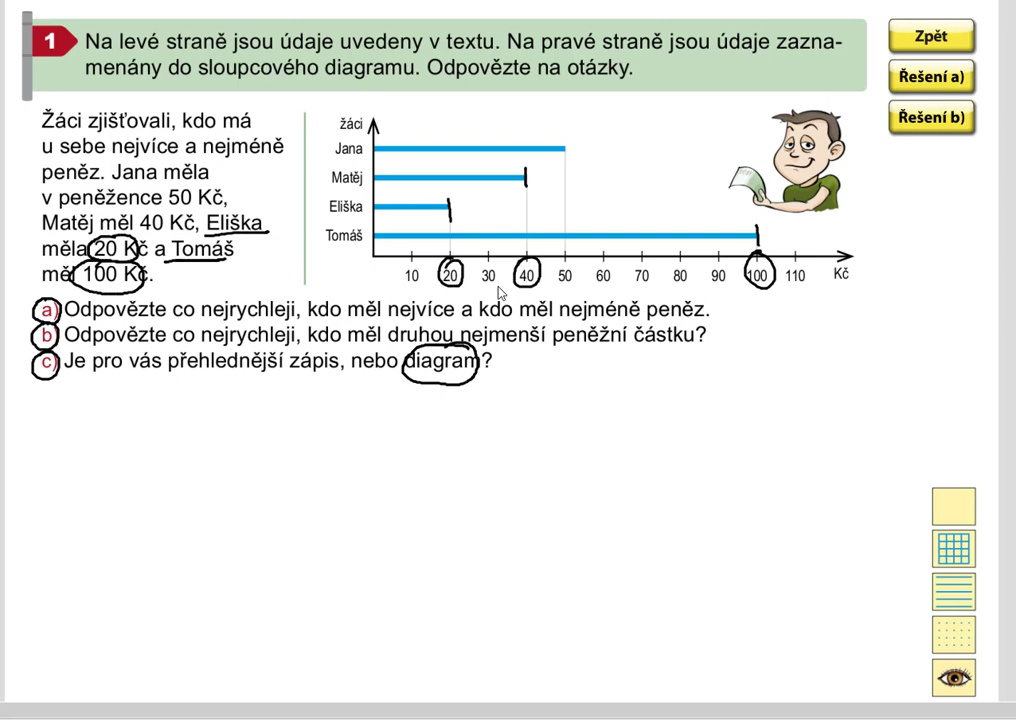 1
Na levé straně jsou údaje uvedeny v textu. Na pravé straně jsou údaje zazna-
menány do sloupcového diagramu. Odpovězte na otázky.
Zpět
Řešení a)
Řešení b)
Žáci zjišťovali, kdo má
u sebe nejvíce a nejméně
peněz. Jana měla
v peněžence 50 Kč,
Matěj měl 40 Kč, Eliška
měla 20 Kč a Tomáš
měl 100 Kč.
žáci
Jana
Matěj
Eliška
Tomáš
10 20 30 40 50 60 70 80 90 100 110 Kč
a) Odpovězte co nejrychleji, kdo měl nejvíce a kdo měl nejméně peněz.
b) Odpovězte co nejrychleji, kdo měl druhou nejmenší peněžní částku?
c) Je pro vás přehlednější zápis, nebo diagram?